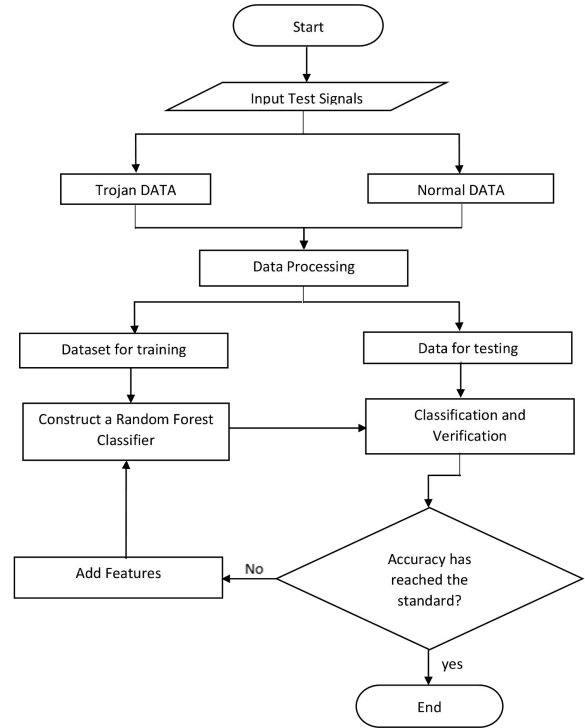 Start
Input Test Signals
Trojan DATA
Normal DATA
Data Processing
Dataset for training
Data for testing
Construct a Random Forest
Classifier
Classification and
Verification
Accuracy has
reached the
standard?
No
Add Features
yes
End